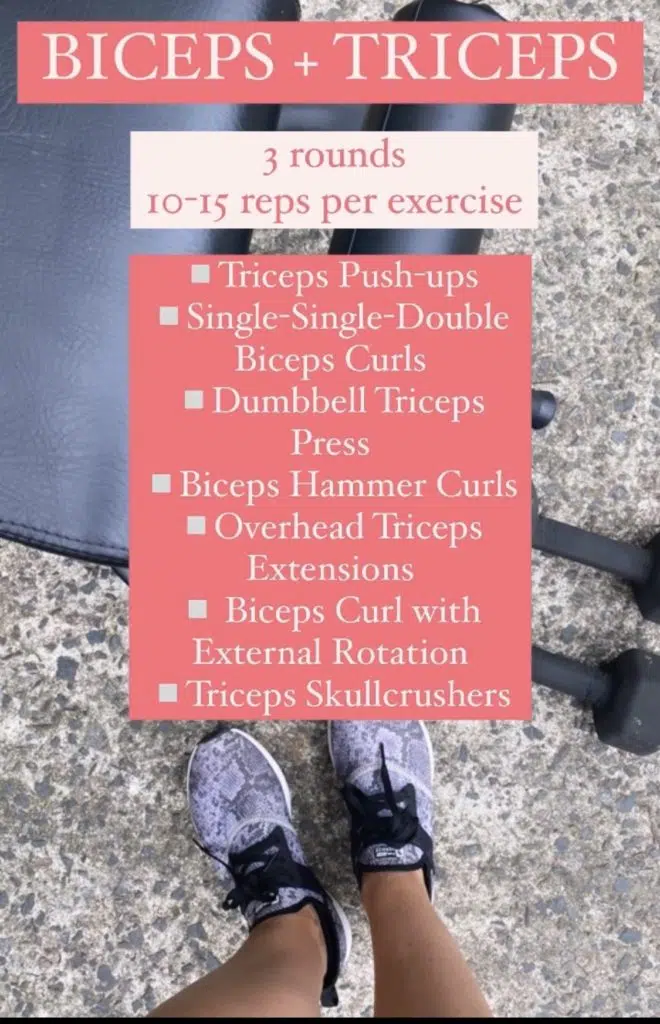 BICEPS + TRICEPS
3 rounds
10-15 reps per exercise
◽Triceps Push-ups
◽Single-Single-Double
Biceps Curls
◽Dumbbell Triceps
Press
◽Biceps Hammer Curls
◽Overhead Triceps
Extensions
◽ Biceps Curl with
External Rotation
◽Triceps Skullcrushers